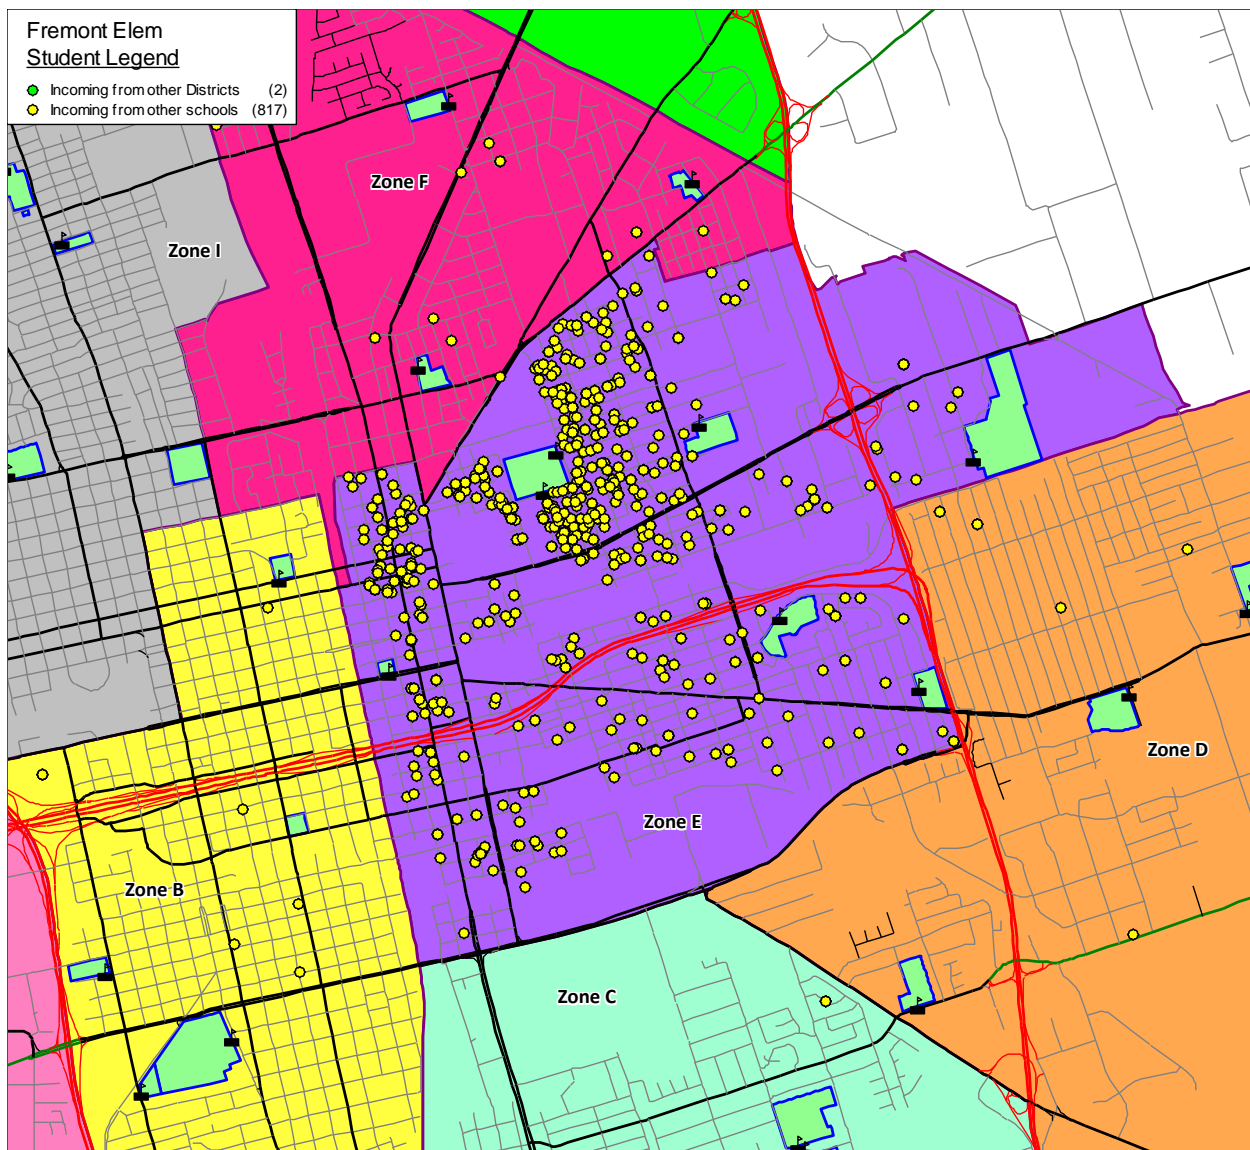 Fremont Elem
Student Legend
Incoming from other Districts (2)
Incoming from other schools (817)
Zone F
Zone I
Zone D
Zone E
Zone B
Zone C